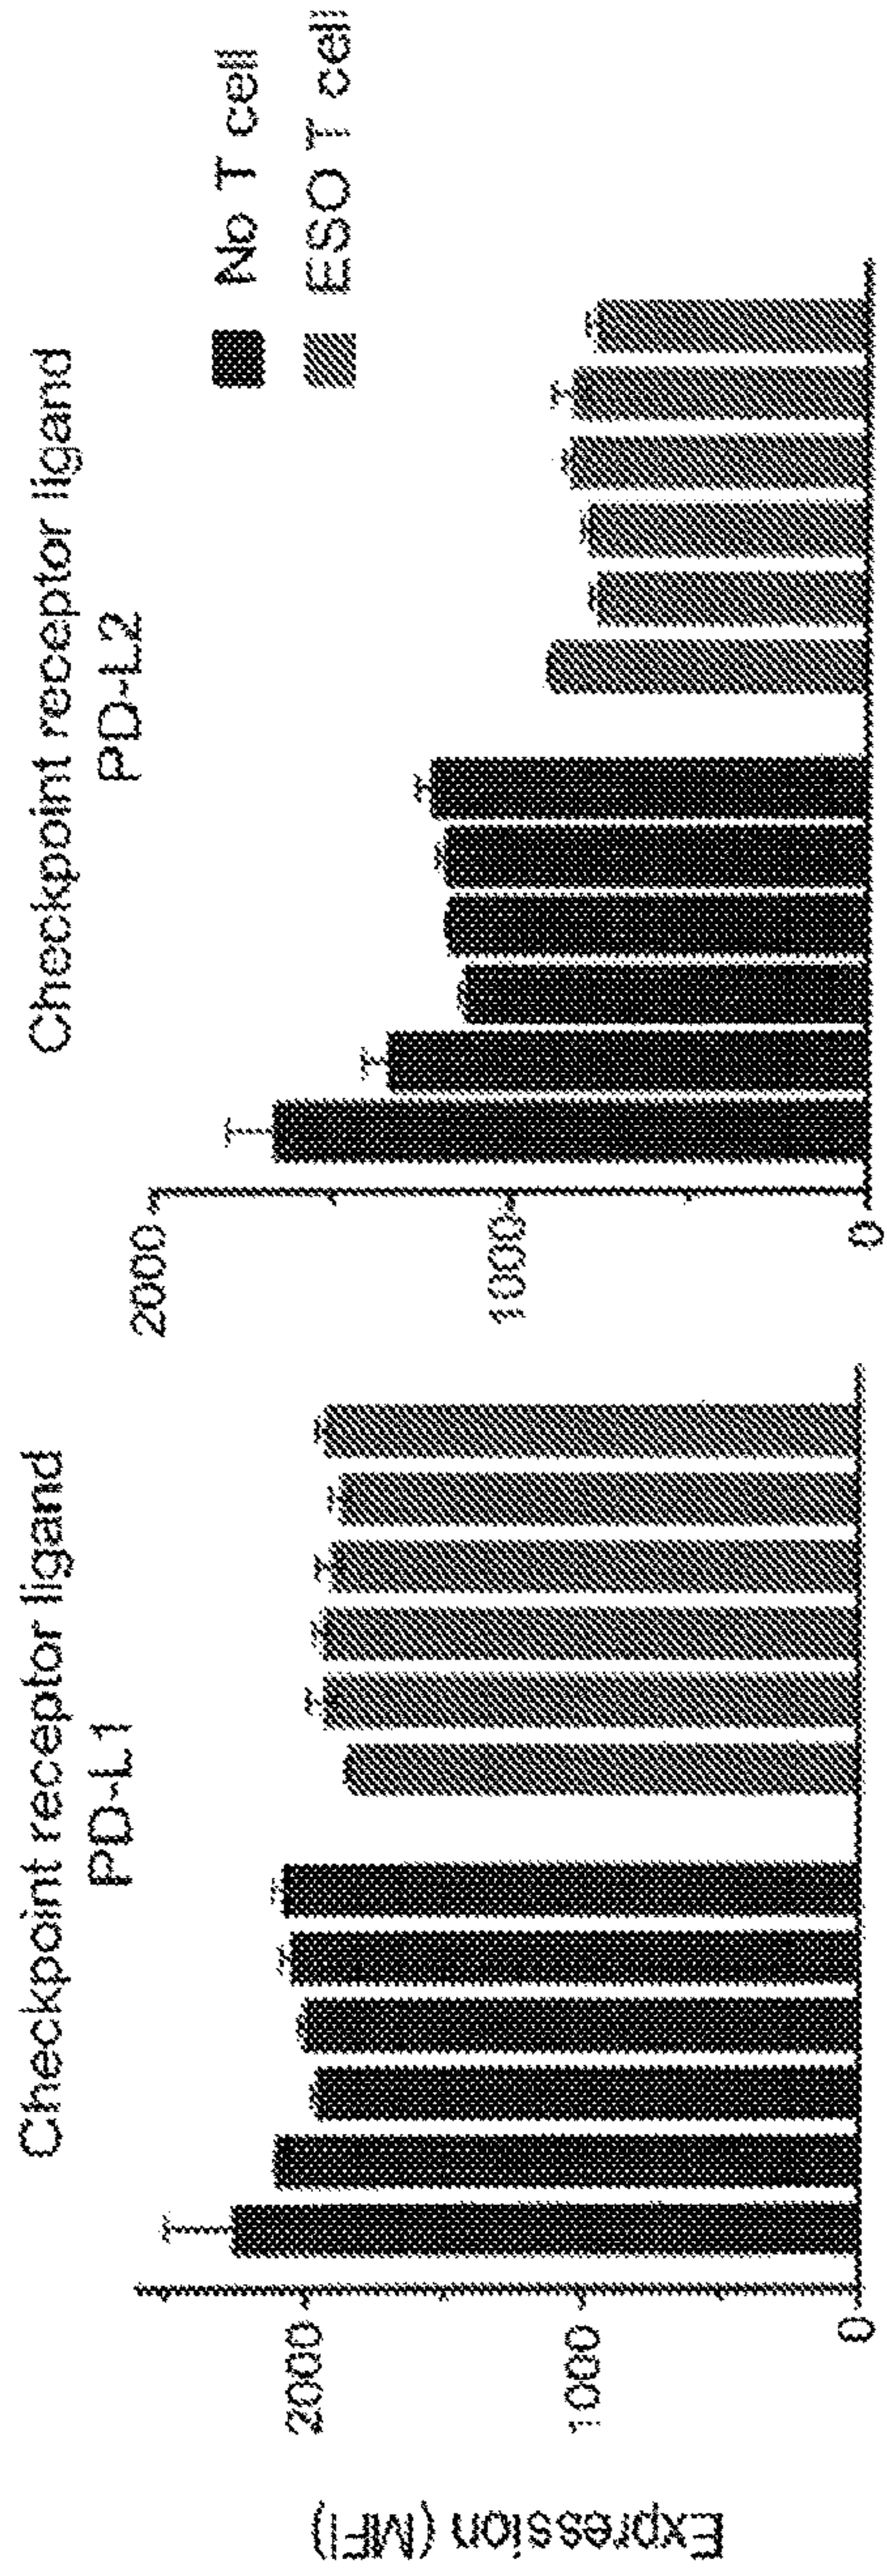 Checkpoint receptor ligand
PD-L1
Expression (MFI)
2000
1000
0
Checkpoint receptor ligand
PD-L2
2000
1000
0
No T cell
ESO T cell